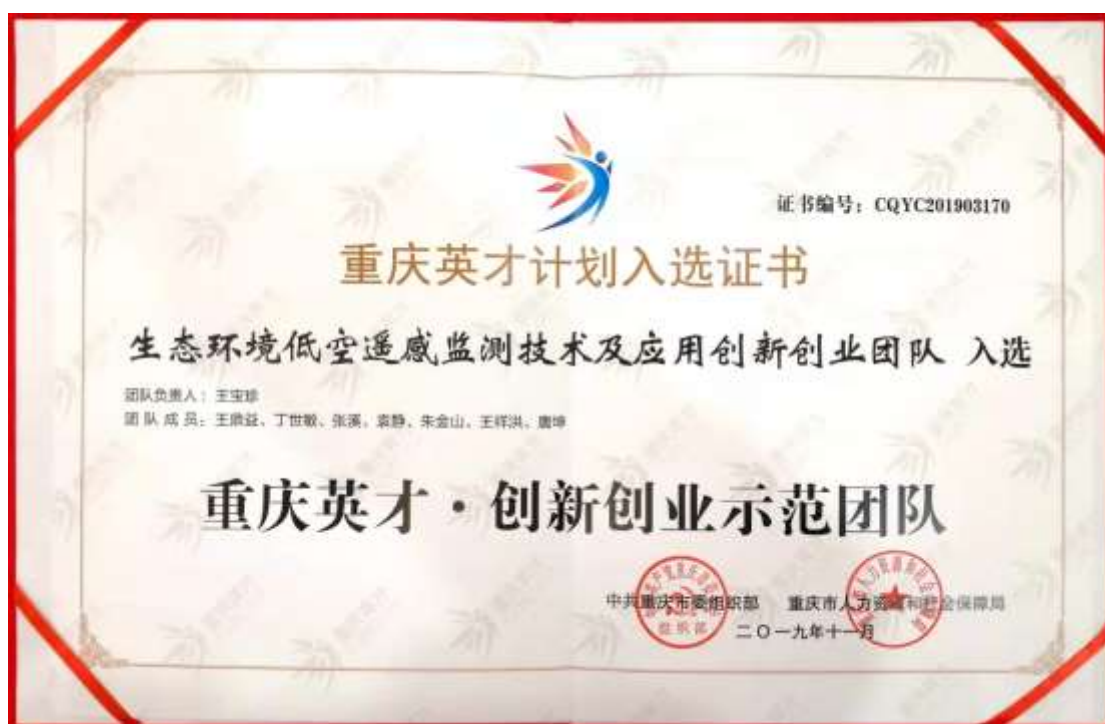 证书编号：CQYC201903170
重庆英才计划入选证书
生态环境低空遥感监测技术及应用创新创业团队 入选
团队负责人：王宝珍
团 队 成 员：丁世敏、张溪、袁静、朱金山、王祥洪、唐坤
重庆英才·创新创业示范团队
中共重庆市委组织部 重庆市人力资源和社会保障局
二〇一九年十一月